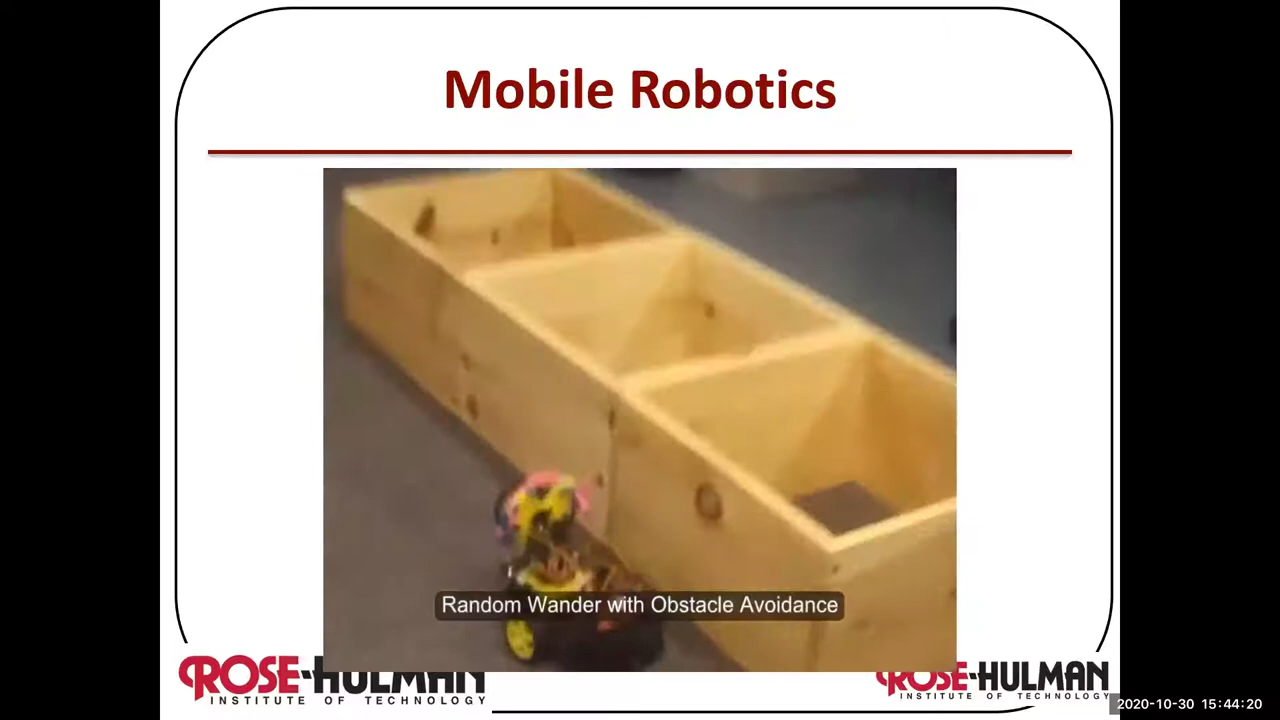 Mobile Robotics
Random Wander with Obstacle Avoidance
ROSE-HULMAN
INSTITUTE OF TECHNOLOGY
ROSE-HULMAN
INSTITUTE OF TECHNOLOGY
2020-10-30 15:44:20